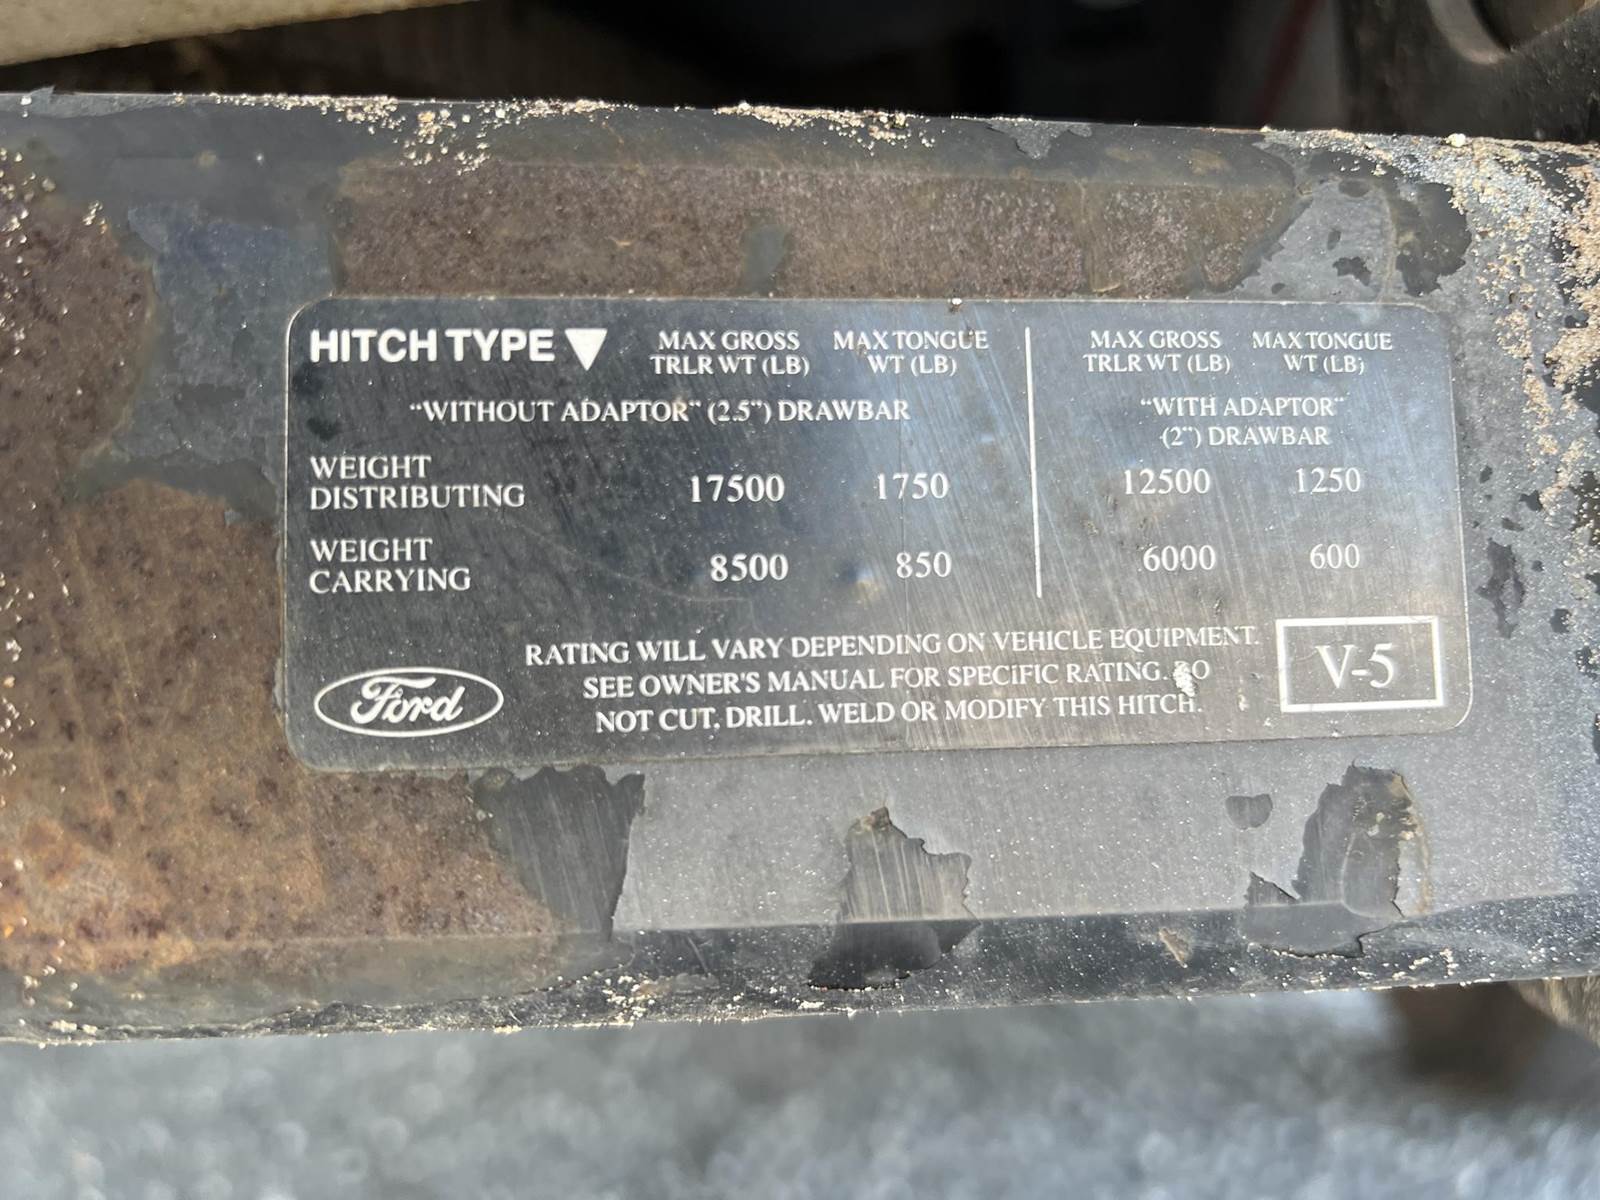 HITCH TYPE ▼ MAX GROSS TRLR WT (LB) MAX TONGUE WT (LB) MAX GROSS TRLR WT (LB) MAX TONGUE WT (LB)
"WITHOUT ADAPTOR" (2.5") DRAWBAR "WITH ADAPTOR" (2") DRAWBAR
WEIGHT DISTRIBUTING 17500 1750 12500 1250
WEIGHT CARRYING 8500 850 6000 600
RATING WILL VARY DEPENDING ON VEHICLE EQUIPMENT.
SEE OWNER'S MANUAL FOR SPECIFIC RATING. DO
NOT CUT, DRILL, WELD OR MODIFY THIS HITCH.
Ford
V-5